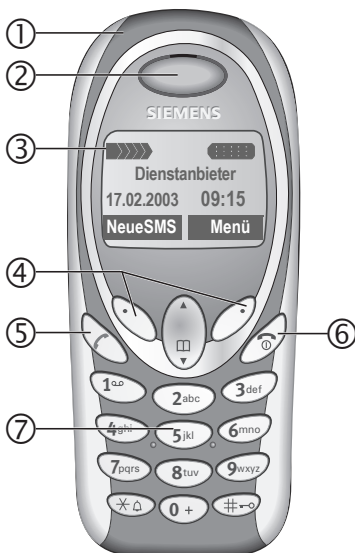 ①
②
SIEMENS
③
Dienstanbieter
17.02.2003 09:15
NeueSMS Menü
④
⑤ ⑥
1 2abc 3def
⑦ 4ghi 5jkl 6mno
7pqrs 8tuv 9wxyz
* 0 + #